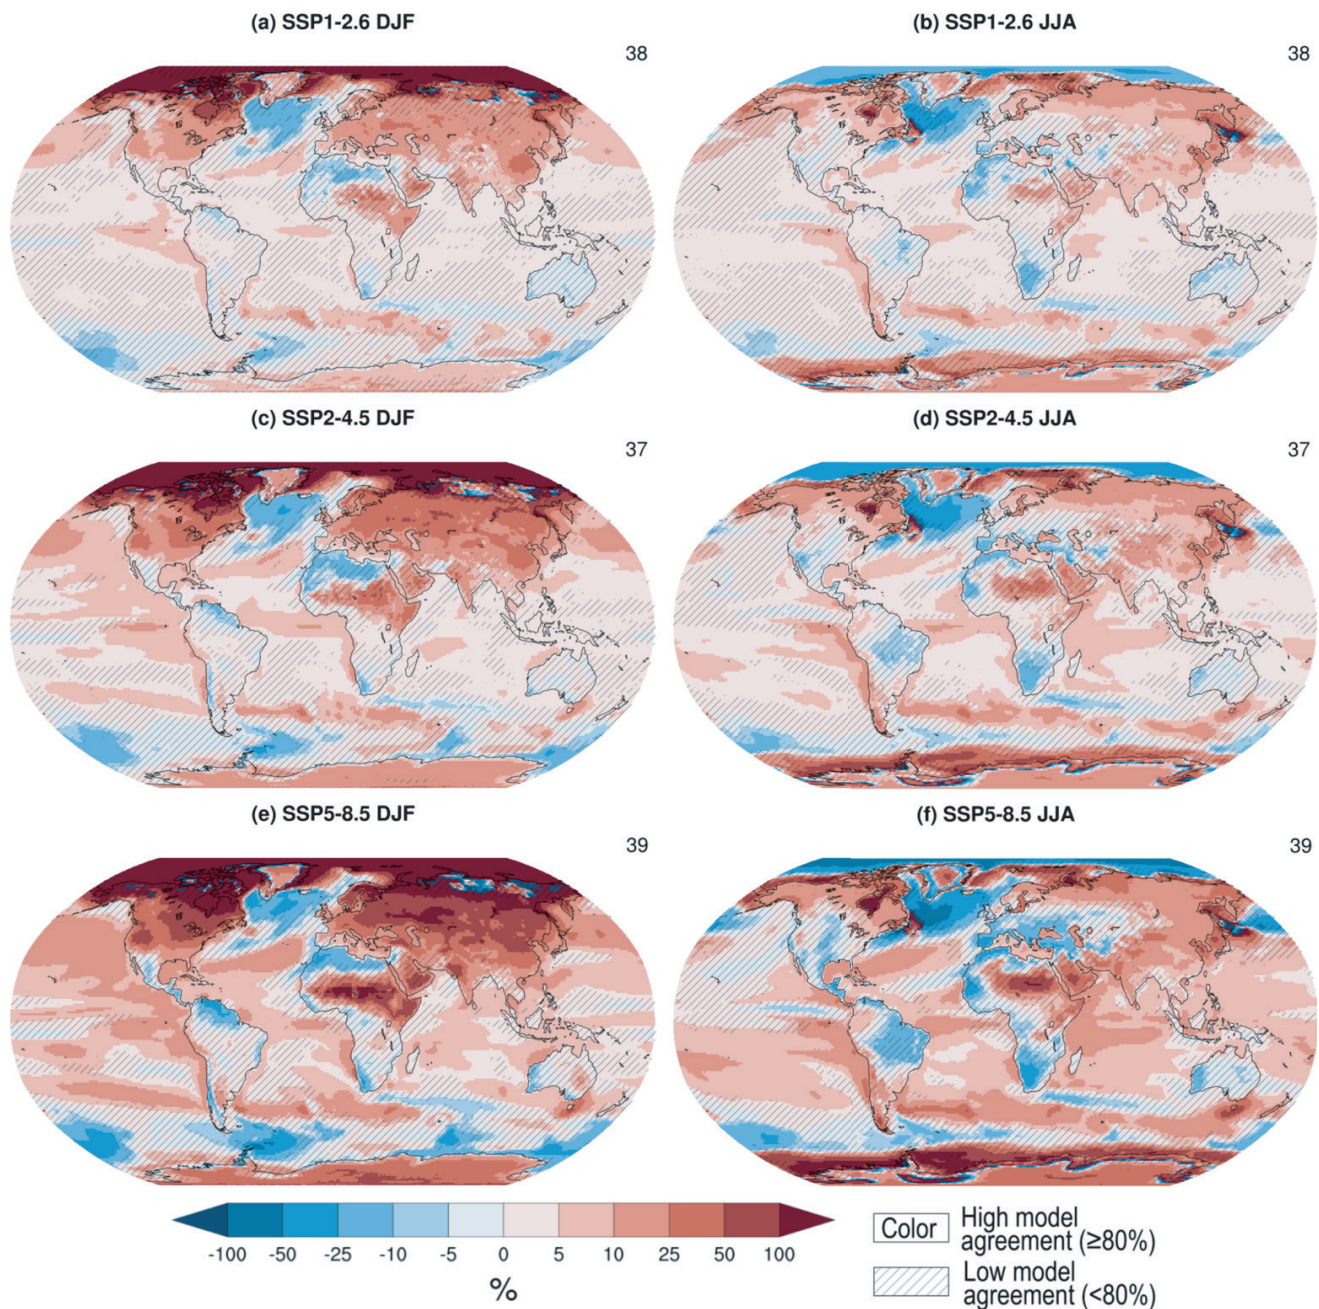 (a) SSP1-2.6 DJF
(b) SSP1-2.6 JJA
38
38
(c) SSP2-4.5 DJF
(d) SSP2-4.5 JJA
37
37
(e) SSP5-8.5 DJF
(f) SSP5-8.5 JJA
39
39
-100 -50 -25 -10 -5 0 5 10 25 50 100
%
Color
High model
agreement (≥80%)
Low model
agreement (<80%)